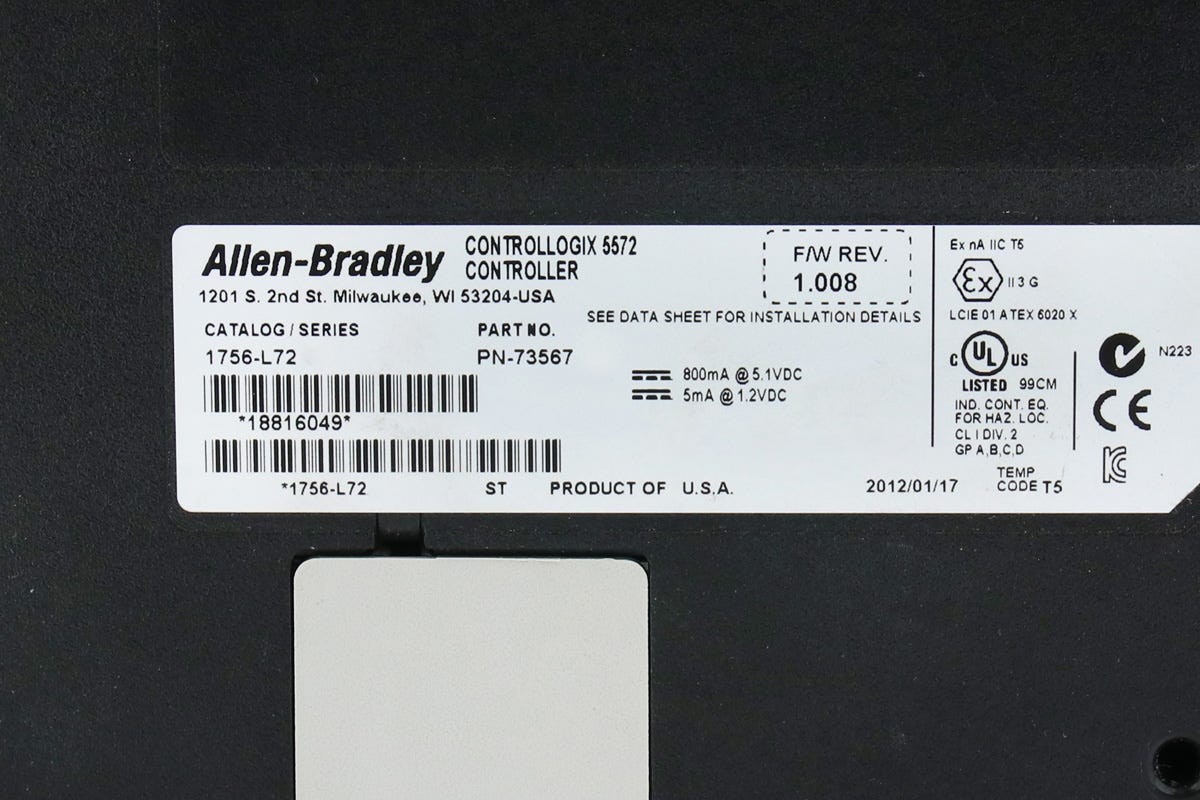 Allen-Bradley
CONTROLLOGIX 5572
CONTROLLER
1201 S. 2nd St. Milwaukee, WI 53204-USA
F/W REV.
1.008
SEE DATA SHEET FOR INSTALLATION DETAILS
CATALOG / SERIES
PART NO.
1756-L72
PN-73567
800mA @ 5.1VDC
5mA @ 1.2VDC
*18816049*
*1756-L72
ST
PRODUCT OF U.S.A.
2012/01/17
Ex nA IIC T5
Ex II 3 G
LCIE 01 ATEX 6020 X
C UL US
LISTED 99CM
IND. CONT. EQ.
FOR HAZ. LOC.
CL I DIV. 2
GP A,B,C,D
TEMP
CODE T5
N223
CE